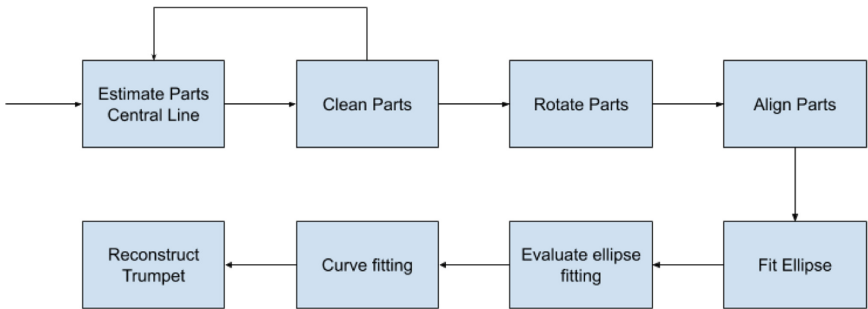 Estimate Parts
Central Line
Clean Parts
Rotate Parts
Align Parts
Reconstruct
Trumpet
Curve fitting
Evaluate ellipse
fitting
Fit Ellipse